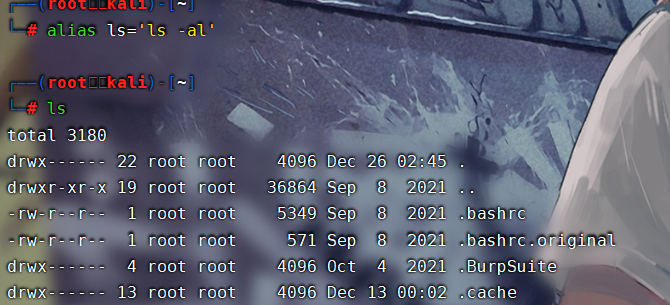 ┌──(root💀kali)-[~]
└─# alias ls='ls -al'
┌──(root💀kali)-[~]
└─# ls
total 3180
drwx------ 22 root root    4096 Dec 26 02:45 .
drwxr-xr-x 19 root root   36864 Sep  8  2021 ..
-rw-r--r--  1 root root    5349 Sep  8  2021 .bashrc
-rw-r--r--  1 root root     571 Sep  8  2021 .bashrc.original
drwx------  4 root root    4096 Oct  4  2021 .BurpSuite
drwx------ 13 root root    4096 Dec 13 00:02 .cache